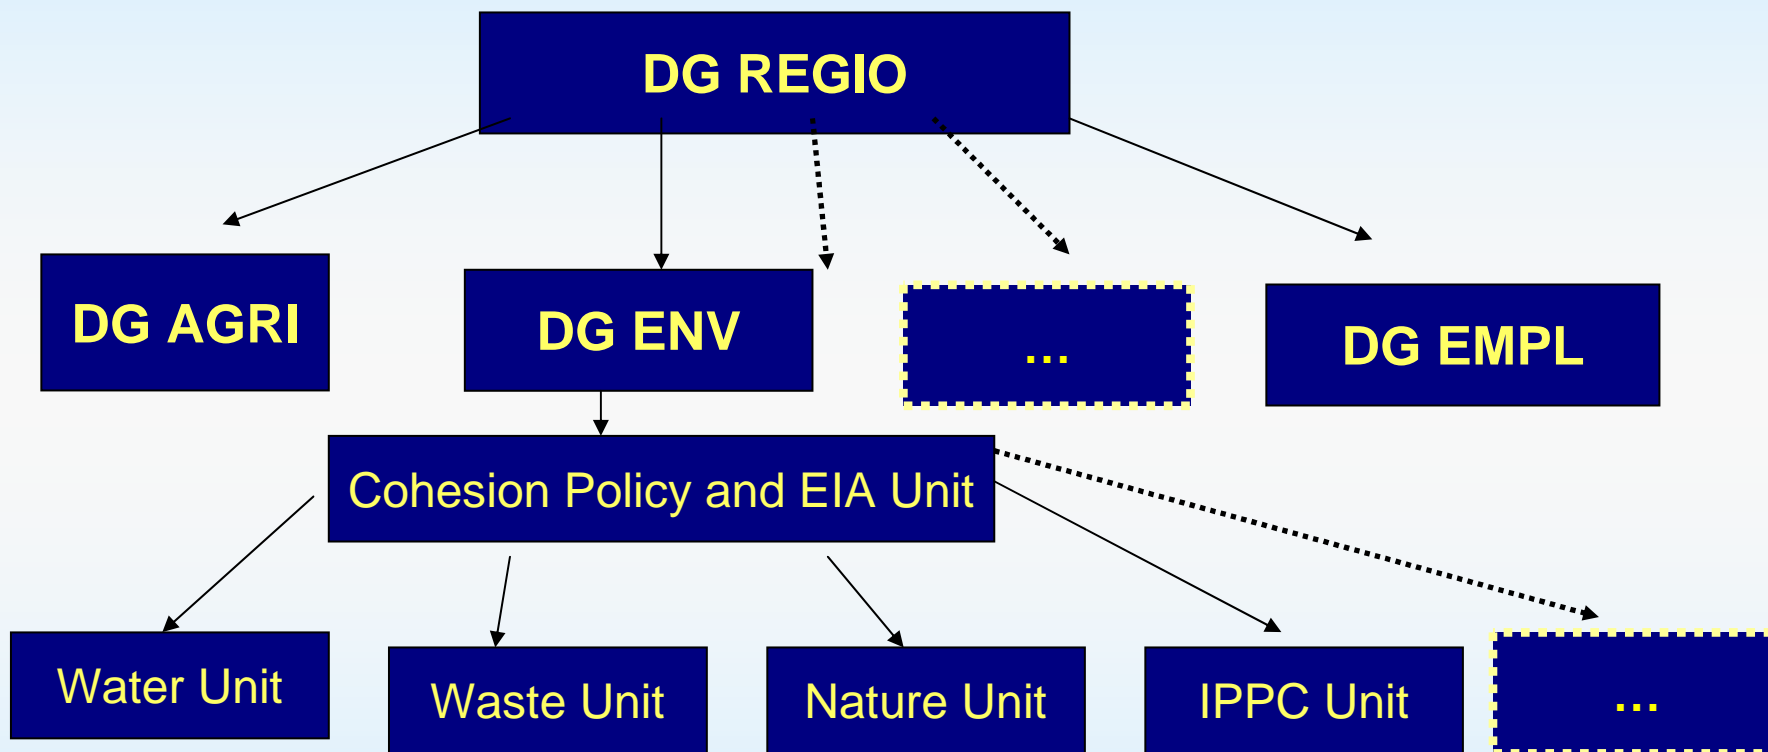 DG REGIO
DG AGRI
DG ENV
...
DG EMPL
Cohesion Policy and EIA Unit
Water Unit
Waste Unit
Nature Unit
IPPC Unit
...